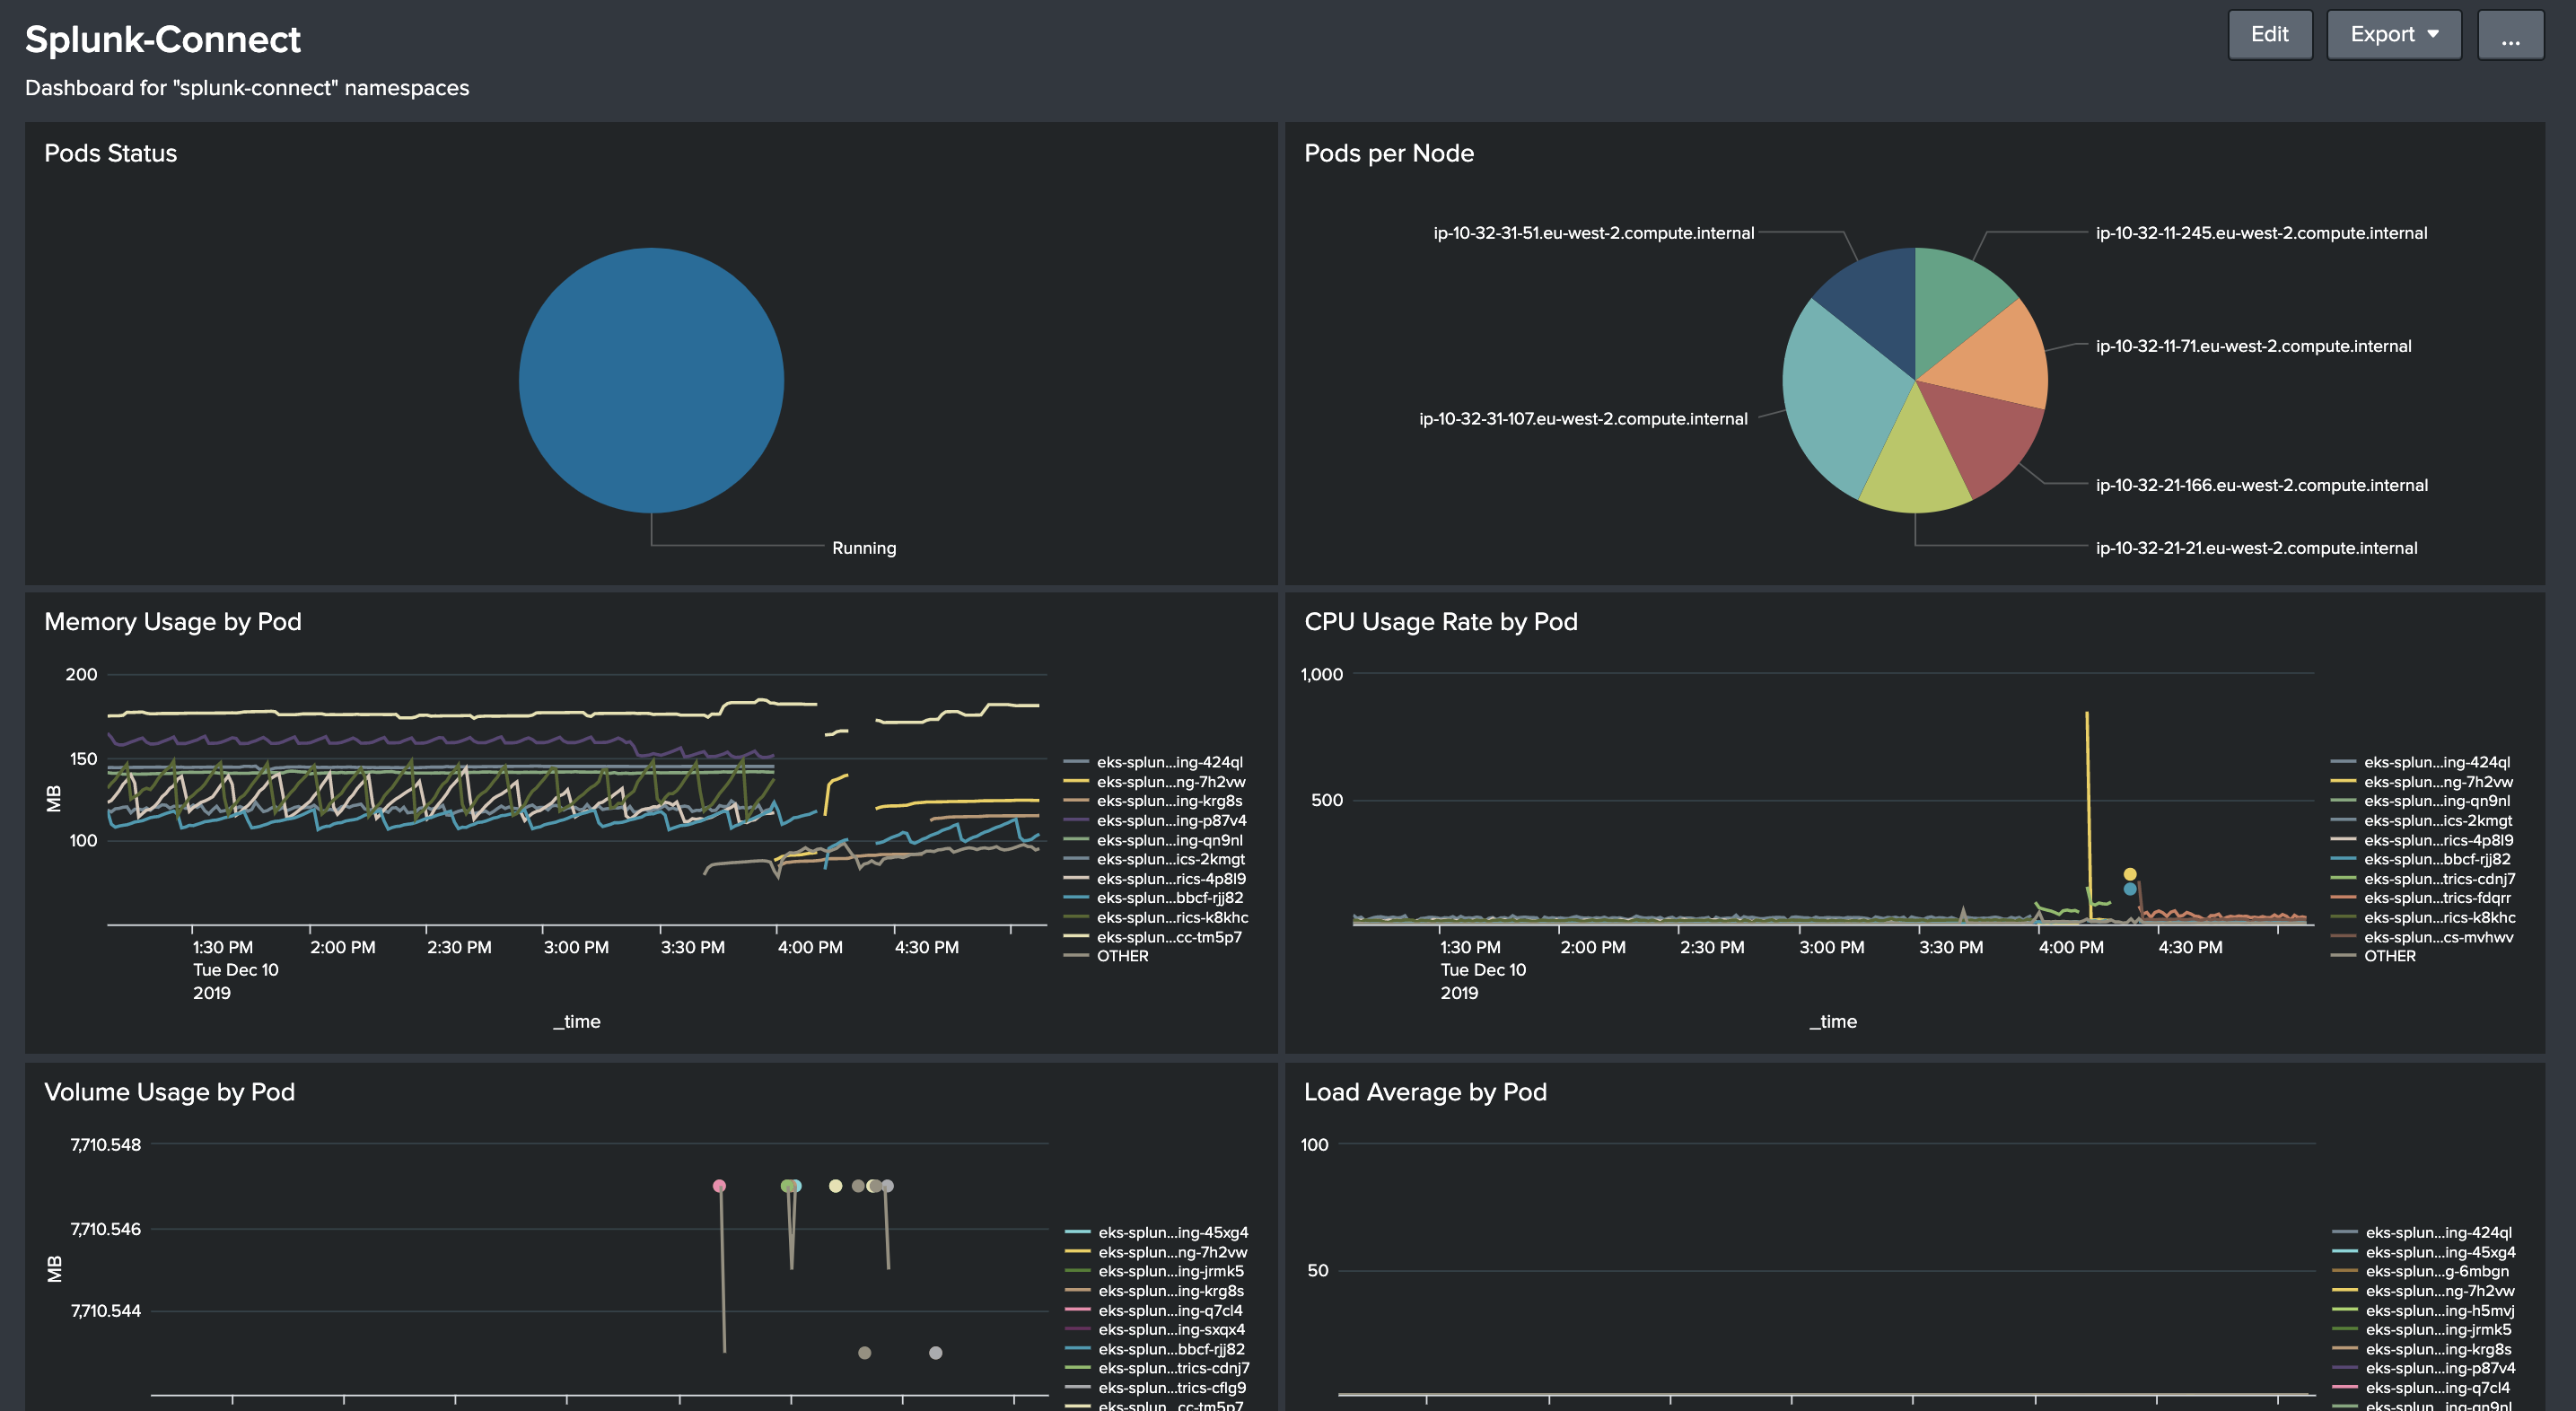 Splunk-Connect
Edit
Export
...
Dashboard for "splunk-connect" namespaces
Pods Status
Running
Pods per Node
ip-10-32-31-51.eu-west-2.compute.internal
ip-10-32-11-245.eu-west-2.compute.internal
ip-10-32-11-71.eu-west-2.compute.internal
ip-10-32-31-107.eu-west-2.compute.internal
ip-10-32-21-166.eu-west-2.compute.internal
ip-10-32-21-21.eu-west-2.compute.internal
Memory Usage by Pod
200
150
100
MB
1:30 PM
Tue Dec 10
2019
2:00 PM
2:30 PM
3:00 PM
3:30 PM
4:00 PM
4:30 PM
_time
eks-splun...ing-424ql
eks-splun...ng-7h2vw
eks-splun...ing-krg8s
eks-splun...ing-p87v4
eks-splun...ing-qn9nl
eks-splun...ics-2kmgt
eks-splun...rics-4p8l9
eks-splun...bbcf-rjj82
eks-splun...rics-k8khc
eks-splun...cc-tm5p7
OTHER
CPU Usage Rate by Pod
1,000
500
1:30 PM
Tue Dec 10
2019
2:00 PM
2:30 PM
3:00 PM
3:30 PM
4:00 PM
4:30 PM
_time
eks-splun...ing-424ql
eks-splun...ng-7h2vw
eks-splun...ing-qn9nl
eks-splun...ics-2kmgt
eks-splun...rics-4p8l9
eks-splun...bbcf-rjj82
eks-splun...trics-cdnj7
eks-splun...trics-fdqrr
eks-splun...rics-k8khc
eks-splun...cs-mvhwv
OTHER
Volume Usage by Pod
7,710.548
7,710.546
7,710.544
MB
eks-splun...ing-45xg4
eks-splun...ng-7h2vw
eks-splun...ing-jrmk5
eks-splun...ing-krg8s
eks-splun...ing-q7cl4
eks-splun...ing-sxqx4
eks-splun...bbcf-rjj82
eks-splun...trics-cdnj7
eks-splun...trics-cflg9
eks-splun...cc-tm5p7
Load Average by Pod
100
50
eks-splun...ing-424ql
eks-splun...ing-45xg4
eks-splun...g-6mbgn
eks-splun...ng-7h2vw
eks-splun...ing-h5mvj
eks-splun...ing-jrmk5
eks-splun...ing-krg8s
eks-splun...ing-p87v4
eks-splun...ing-q7cl4
eks-splun...ing-qn9nl